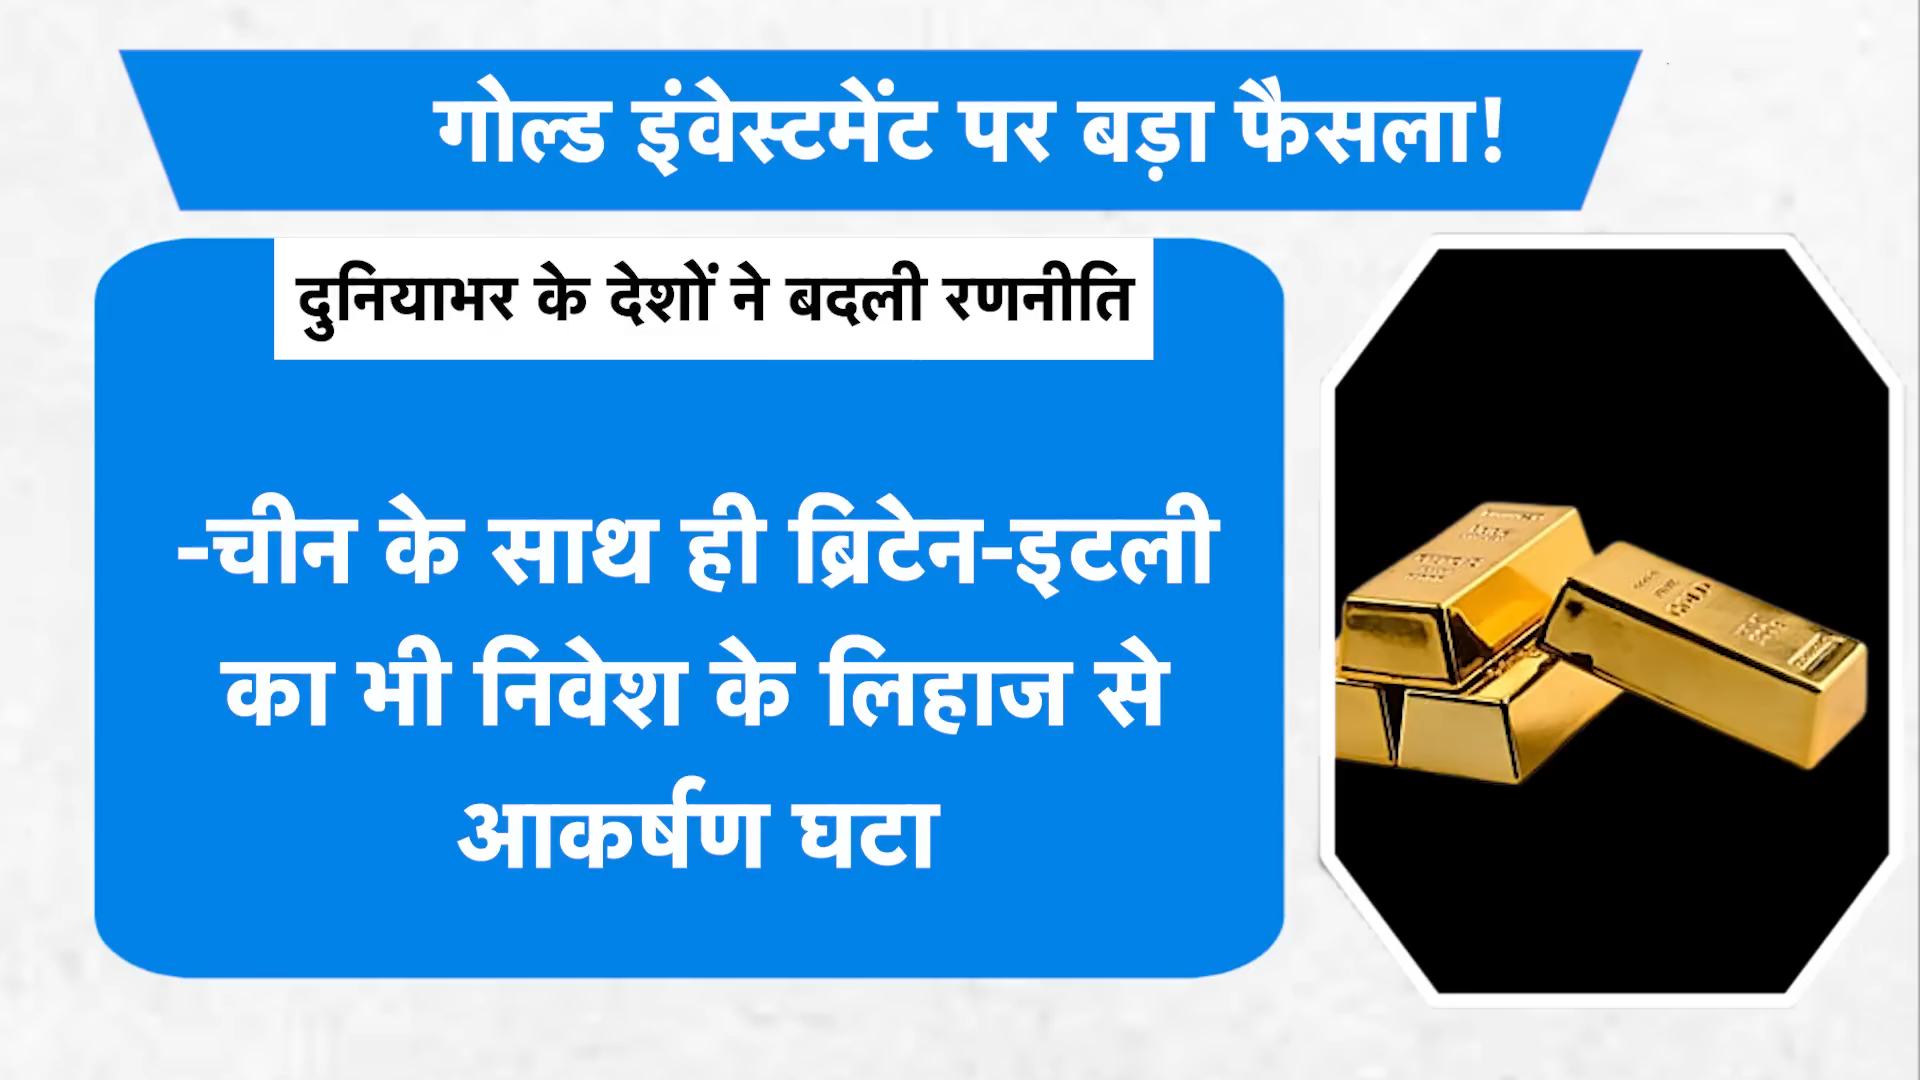 गोल्ड इंवेस्टमेंट पर बड़ा फैसला!
दुनियाभर के देशों ने बदली रणनीति
-चीन के साथ ही ब्रिटेन-इटली
का भी निवेश के लिहाज से
आकर्षण घटा